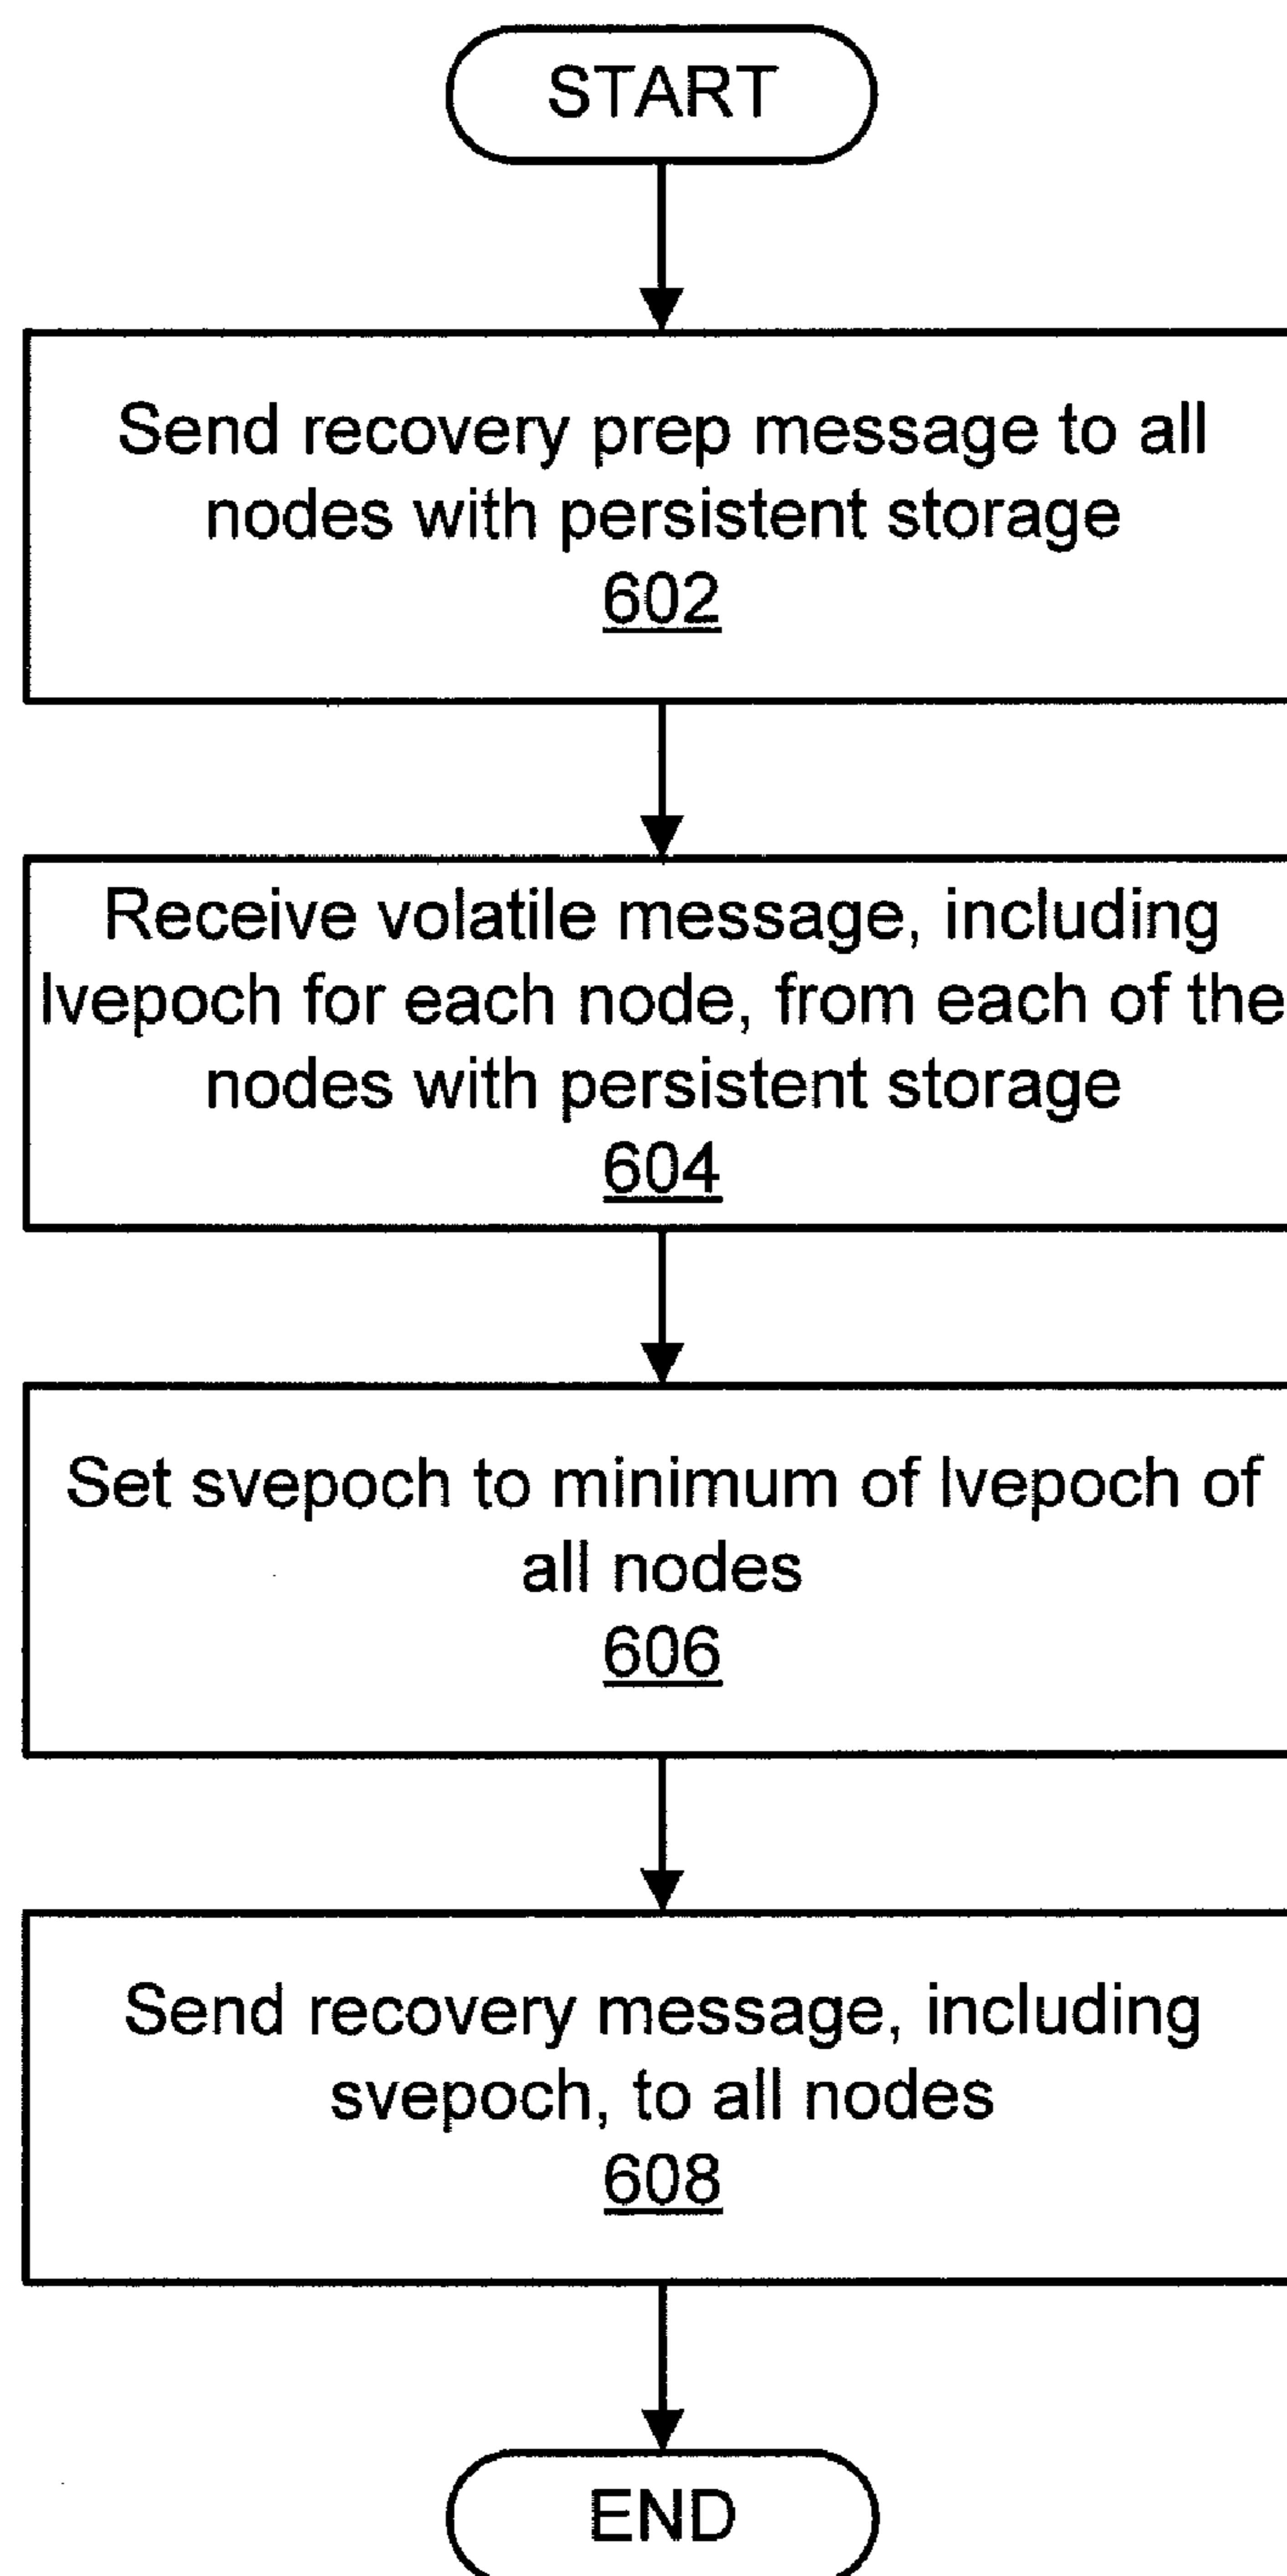 START
Send recovery prep message to all
nodes with persistent storage
602
Receive volatile message, including
lvepoch for each node, from each of the
nodes with persistent storage
604
Set svepoch to minimum of lvepoch of
all nodes
606
Send recovery message, including
svepoch, to all nodes
608
END